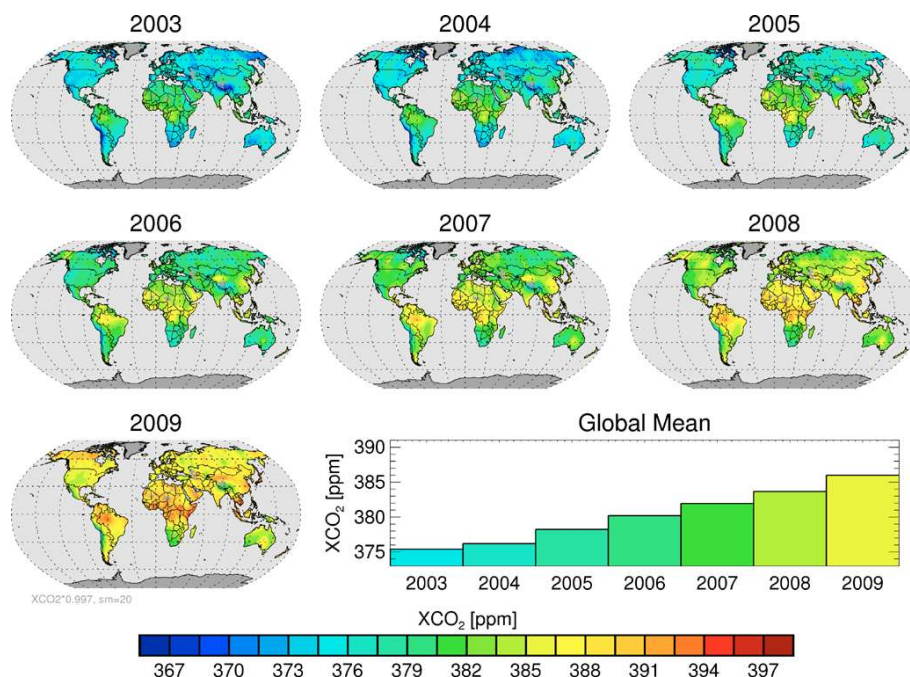 2003
2004
2005
2006
2007
2008
2009
Global Mean
XCO₂ [ppm]
391
385
380
375
2003 2004 2005 2006 2007 2008 2009
XCO2*0.997, sm=20
XCO₂ [ppm]
367 370 373 376 379 382 385 388 391 394 397